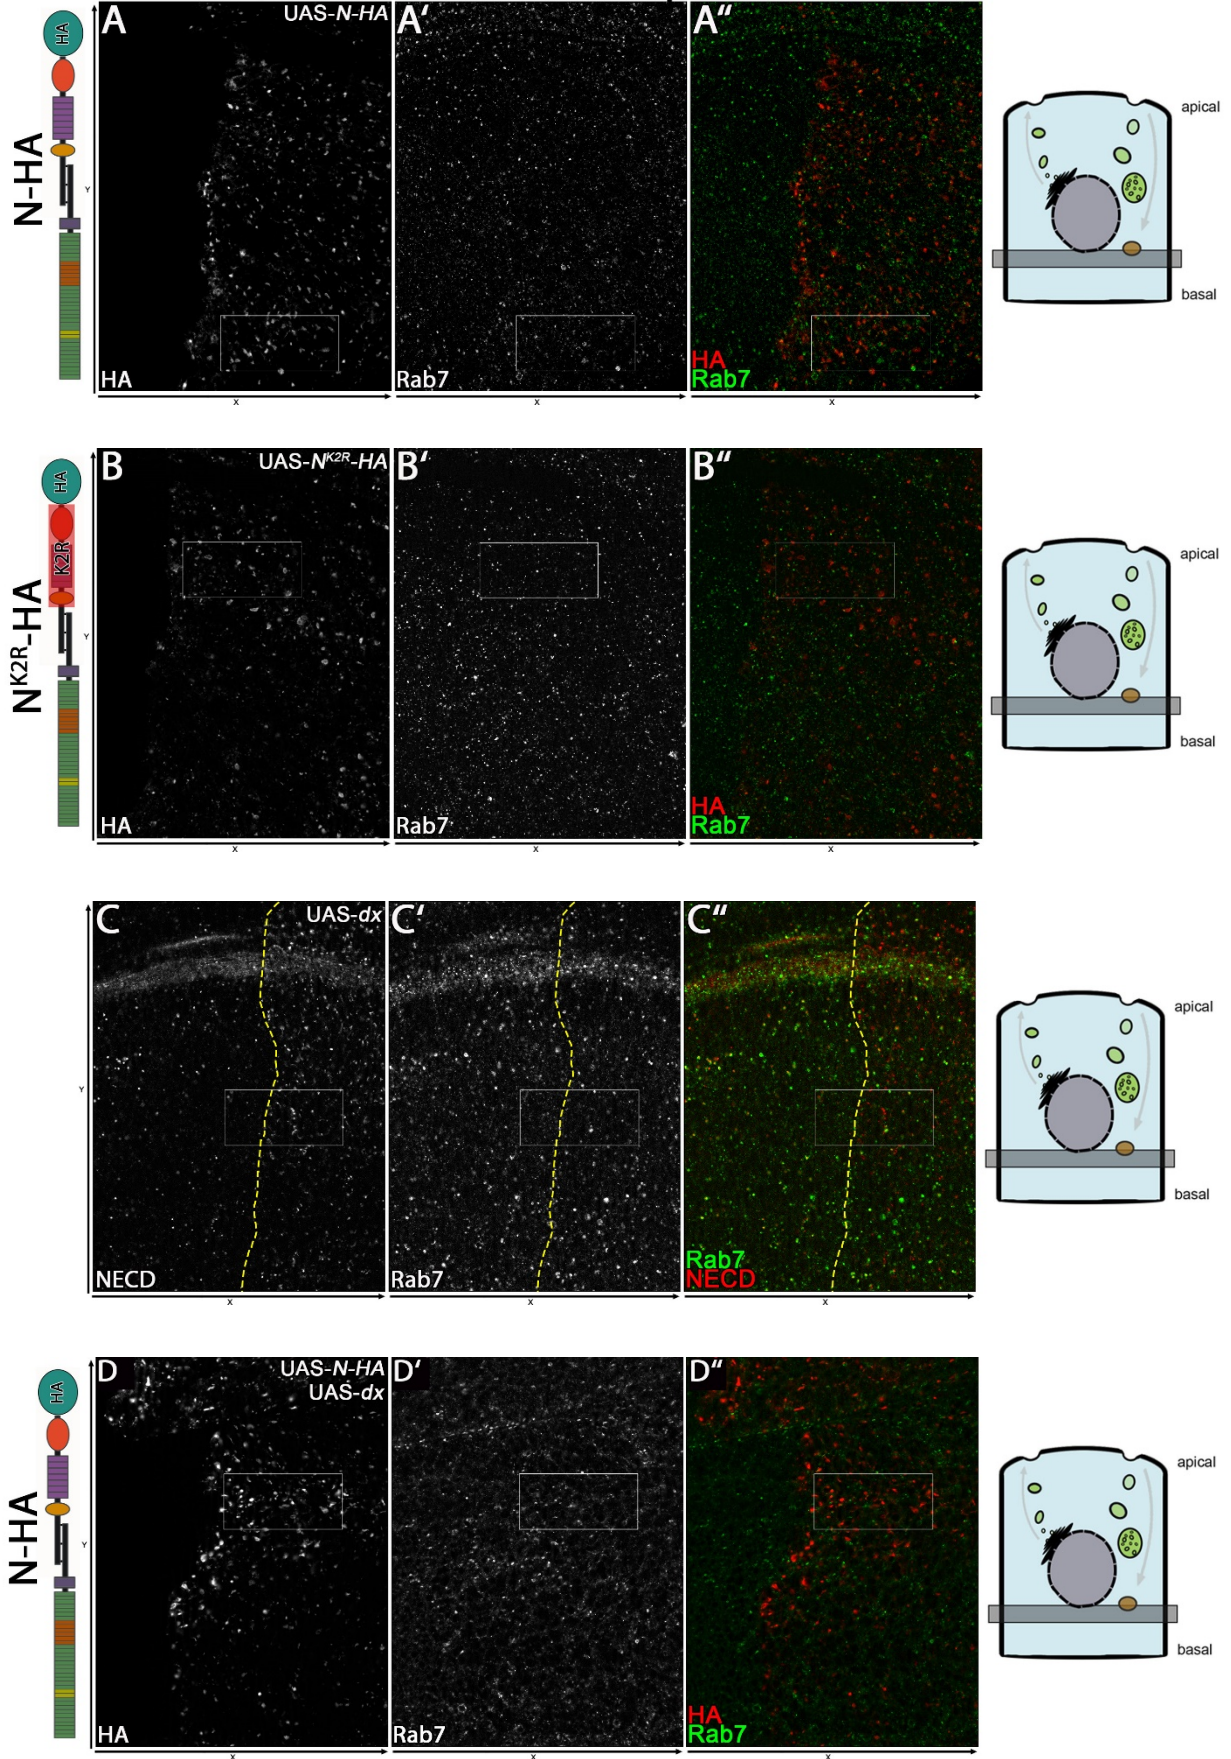 N-HA
HA
A
UAS-N-HA
HA
Y
X
A'
Rab7
X
A"
HA
Rab7
X
apical
basal
N^K2R-HA
HA
K2R
B
UAS-N^K2R-HA
HA
Y
X
B'
Rab7
X
B"
HA
Rab7
X
apical
basal
C
UAS-dx
NECD
Y
X
C'
Rab7
X
C"
Rab7
NECD
X
apical
basal
N-HA
HA
D
UAS-N-HA
UAS-dx
HA
Y
X
D'
Rab7
X
D"
HA
Rab7
X
apical
basal